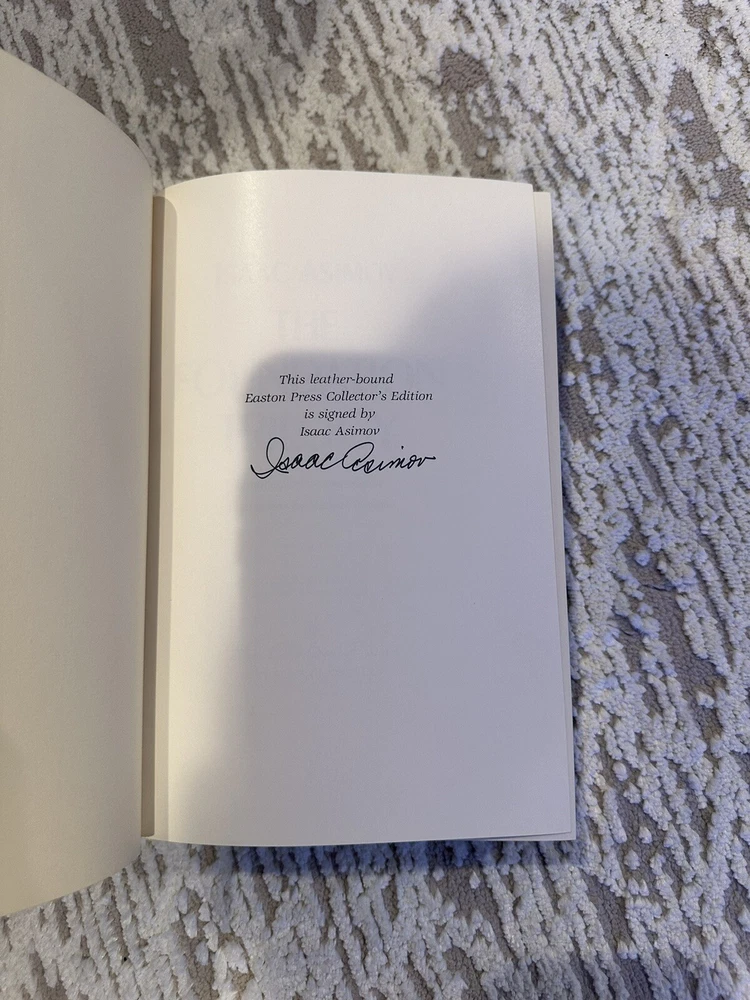 This leather-bound
Easton Press Collector's Edition
is signed by
Isaac Asimov
Isaac Asimov